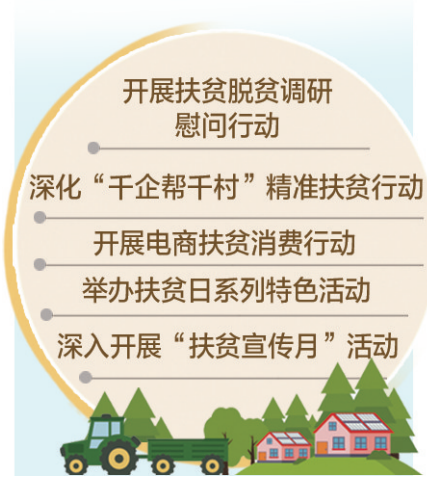 开展扶贫脱贫调研
慰问行动
深化“千企帮千村”精准扶贫行动
开展电商扶贫消费行动
举办扶贫日系列特色活动
深入开展“扶贫宣传月”活动